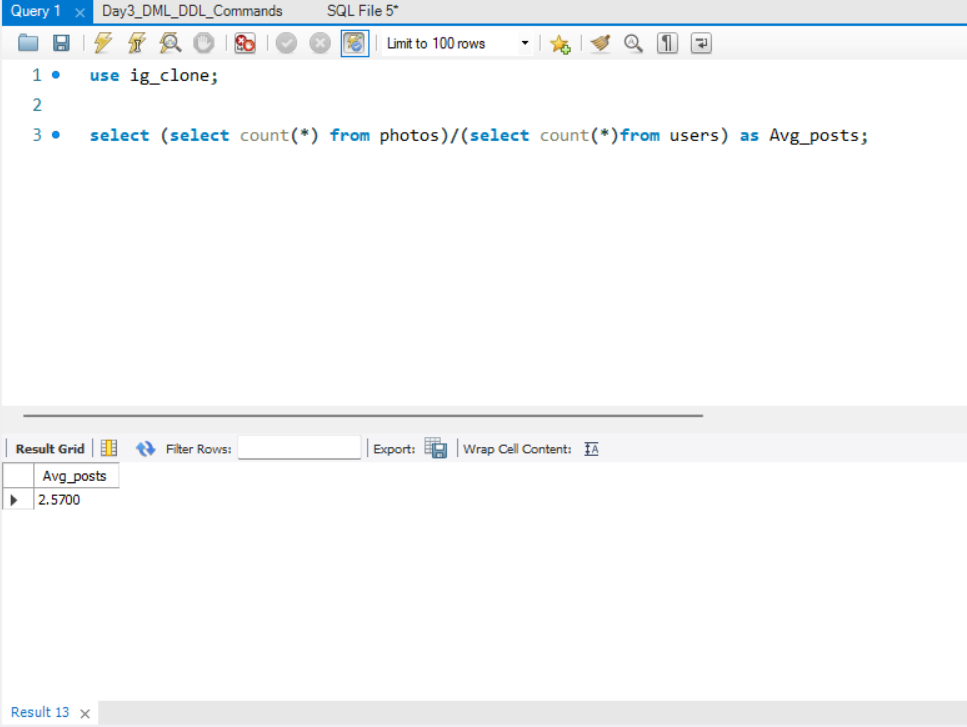 Query 1 Day3_DML_DDL_Commands SQL File 5*
Limit to 100 rows
1 use ig_clone;
2
3 select (select count(*) from photos)/(select count(*)from users) as Avg_posts;
Result Grid Filter Rows: Export: Wrap Cell Content:
Avg_posts
2.5700
Result 13